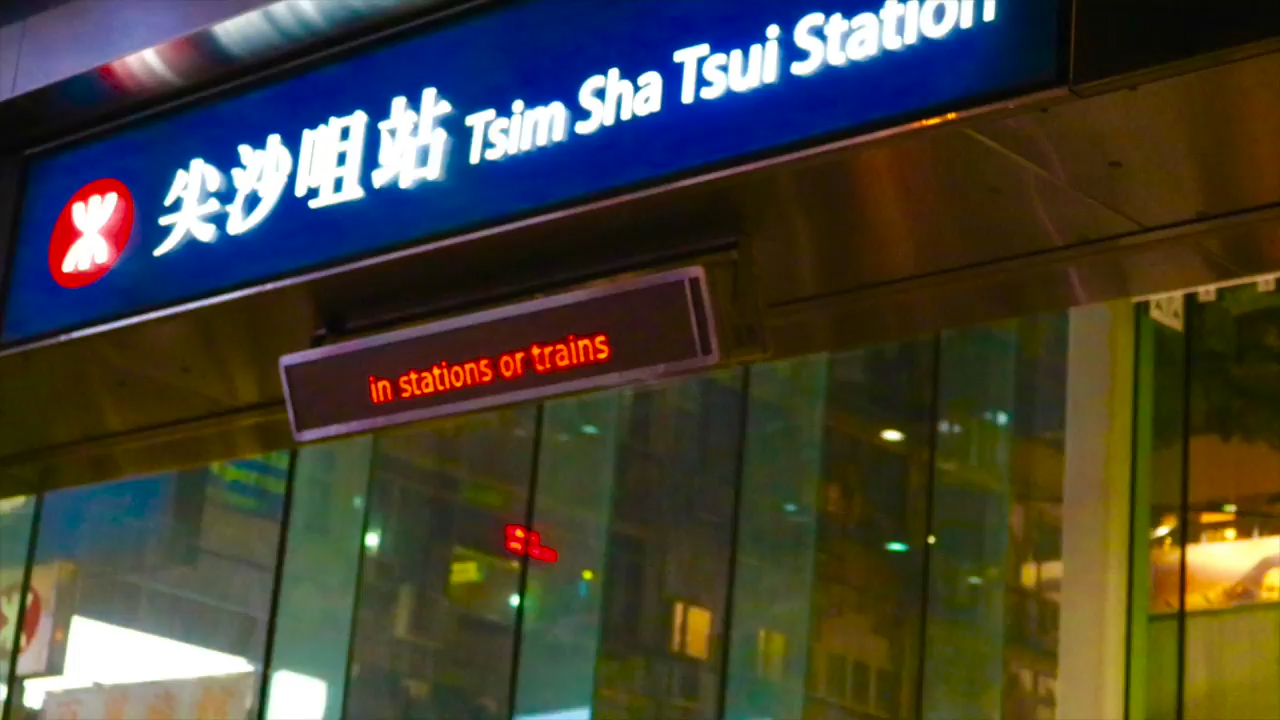 尖沙咀站 Tsim Sha Tsui Station
in stations or trains